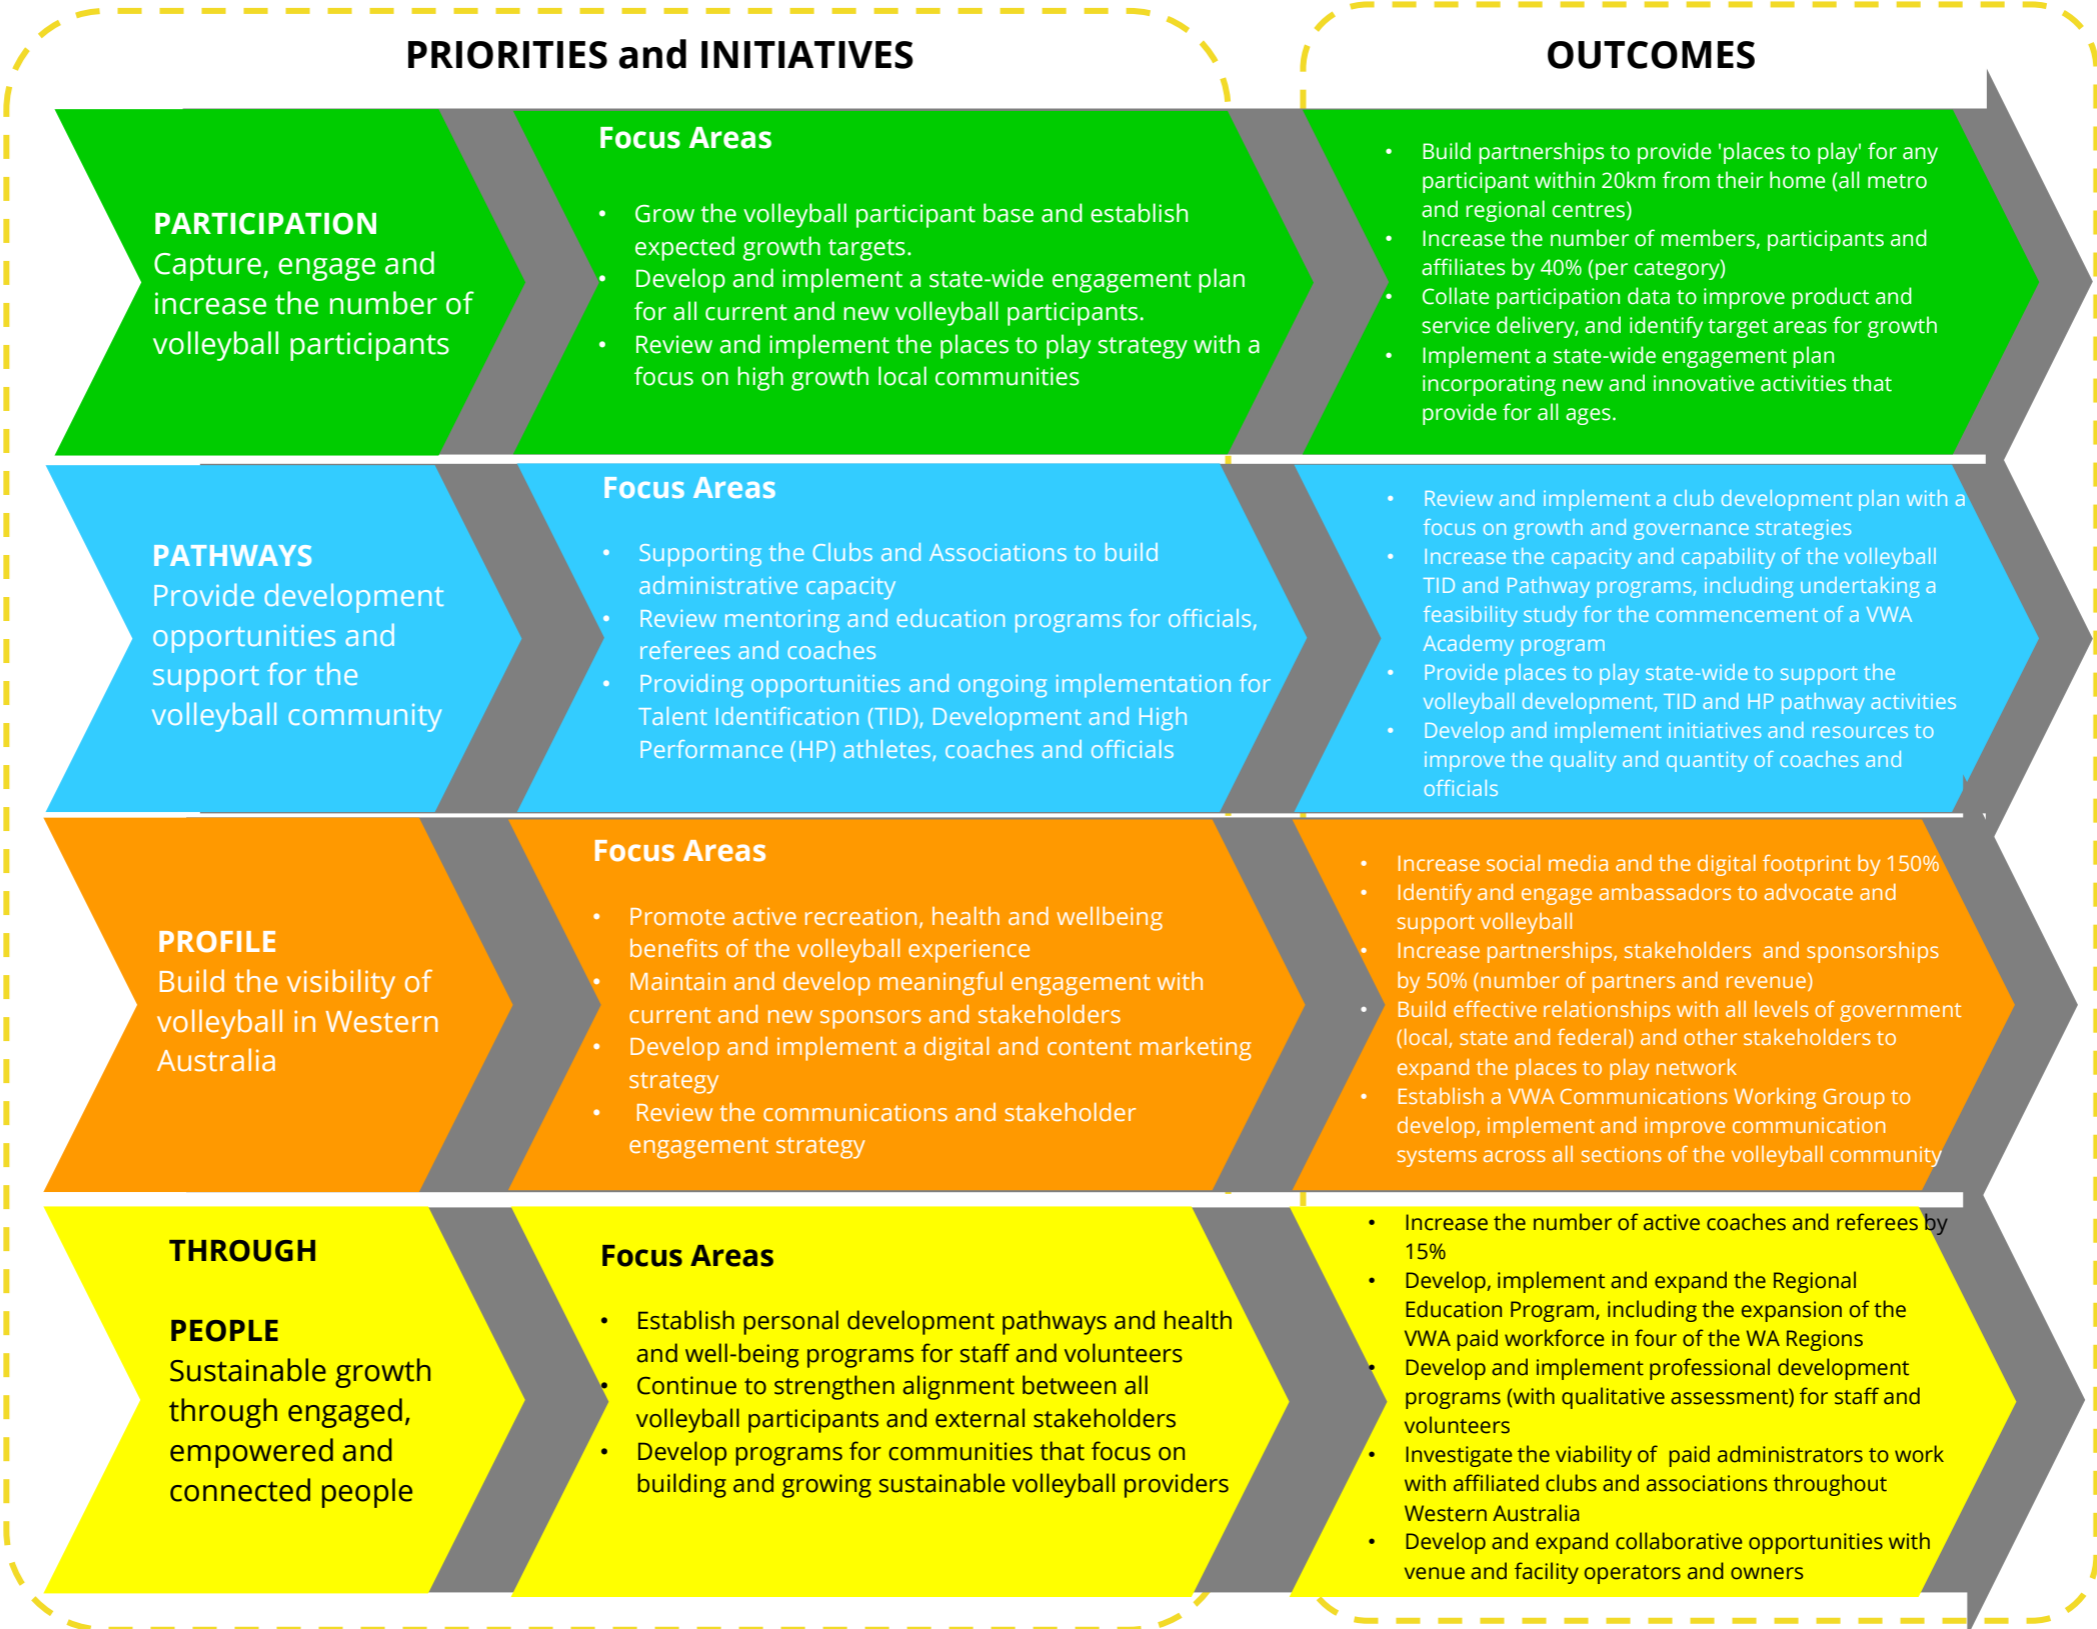 PRIORITIES and INITIATIVES
OUTCOMES
PARTICIPATION
Capture, engage and
increase the number of
volleyball participants
Focus Areas
• Grow the volleyball participant base and establish
expected growth targets.
• Develop and implement a state-wide engagement plan
for all current and new volleyball participants.
• Review and implement the places to play strategy with a
focus on high growth local communities
• Build partnerships to provide 'places to play' for any
participant within 20km from their home (all metro
and regional centres)
• Increase the number of members, participants and
affiliates by 40% (per category)
• Collate participation data to improve product and
service delivery, and identify target areas for growth
• Implement a state-wide engagement plan
incorporating new and innovative activities that
provide for all ages.
PATHWAYS
Provide development
opportunities and
support for the
volleyball community
Focus Areas
• Supporting the Clubs and Associations to build
administrative capacity
• Review mentoring and education programs for officials,
referees and coaches
• Providing opportunities and ongoing implementation for
Talent Identification (TID), Development and High
Performance (HP) athletes, coaches and officials
• Review and implement a club development plan with a
focus on growth and governance strategies
• Increase the capacity and capability of the volleyball
TID and Pathway programs, including undertaking a
feasibility study for the commencement of a VWA
Academy program
• Provide places to play state-wide to support the
volleyball development, TID and HP pathway activities
• Develop and implement initiatives and resources to
improve the quality and quantity of coaches and
officials
PROFILE
Build the visibility of
volleyball in Western
Australia
Focus Areas
• Promote active recreation, health and wellbeing
benefits of the volleyball experience
• Maintain and develop meaningful engagement with
current and new sponsors and stakeholders
• Develop and implement a digital and content marketing
strategy
• Review the communications and stakeholder
engagement strategy
• Increase social media and the digital footprint by 150%
• Identify and engage ambassadors to advocate and
support volleyball
• Increase partnerships, stakeholders and sponsorships
by 50% (number of partners and revenue)
• Build effective relationships with all levels of government
(local, state and federal) and other stakeholders to
expand the places to play network
• Establish a VWA Communications Working Group to
develop, implement and improve communication
systems across all sections of the volleyball community
THROUGH
PEOPLE
Sustainable growth
through engaged,
empowered and
connected people
Focus Areas
• Establish personal development pathways and health
and well-being programs for staff and volunteers
• Continue to strengthen alignment between all
volleyball participants and external stakeholders
• Develop programs for communities that focus on
building and growing sustainable volleyball providers
• Increase the number of active coaches and referees by
15%
• Develop, implement and expand the Regional
Education Program, including the expansion of the
VWA paid workforce in four of the WA Regions
• Develop and implement professional development
programs (with qualitative assessment) for staff and
volunteers
• Investigate the viability of paid administrators to work
with affiliated clubs and associations throughout
Western Australia
• Develop and expand collaborative opportunities with
venue and facility operators and owners